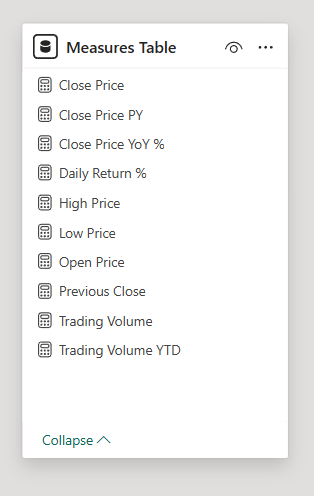 Measures Table
Close Price
Close Price PY
Close Price YoY %
Daily Return %
High Price
Low Price
Open Price
Previous Close
Trading Volume
Trading Volume YTD
Collapse